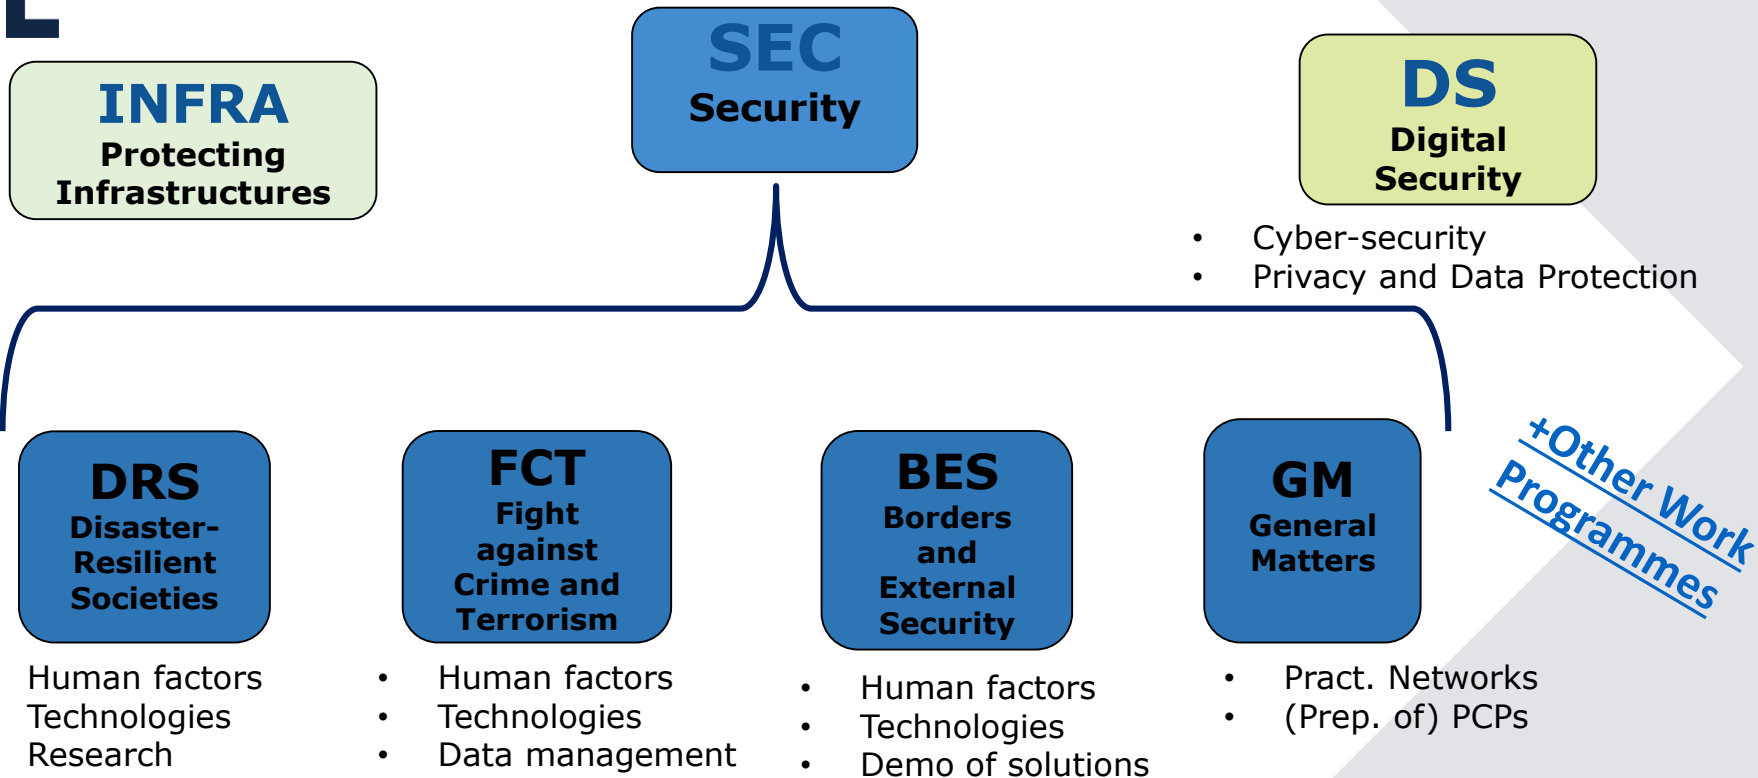 INFRA
Protecting
Infrastructures
SEC
Security
DS
Digital
Security
• Cyber-security
• Privacy and Data Protection
DRS
Disaster-
Resilient
Societies
Human factors
Technologies
Research
FCT
Fight
against
Crime and
Terrorism
• Human factors
• Technologies
• Data management
BES
Borders
and
External
Security
• Human factors
• Technologies
• Demo of solutions
GM
General
Matters
• Pract. Networks
• (Prep. of) PCPs
+Other Work
Programmes